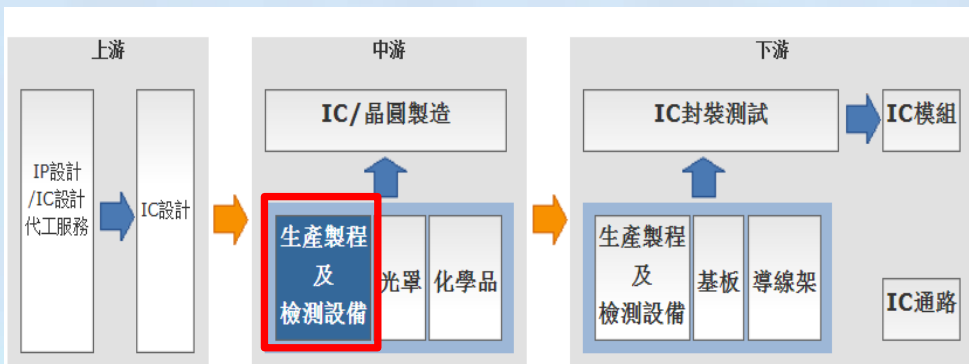 上游
IP設計
/IC設計
代工服務
IC設計
中游
IC/晶圓製造
生產製程
及
檢測設備
光罩
化學品
下游
IC封裝測試
IC模組
生產製程
及
檢測設備
基板
導線架
IC通路